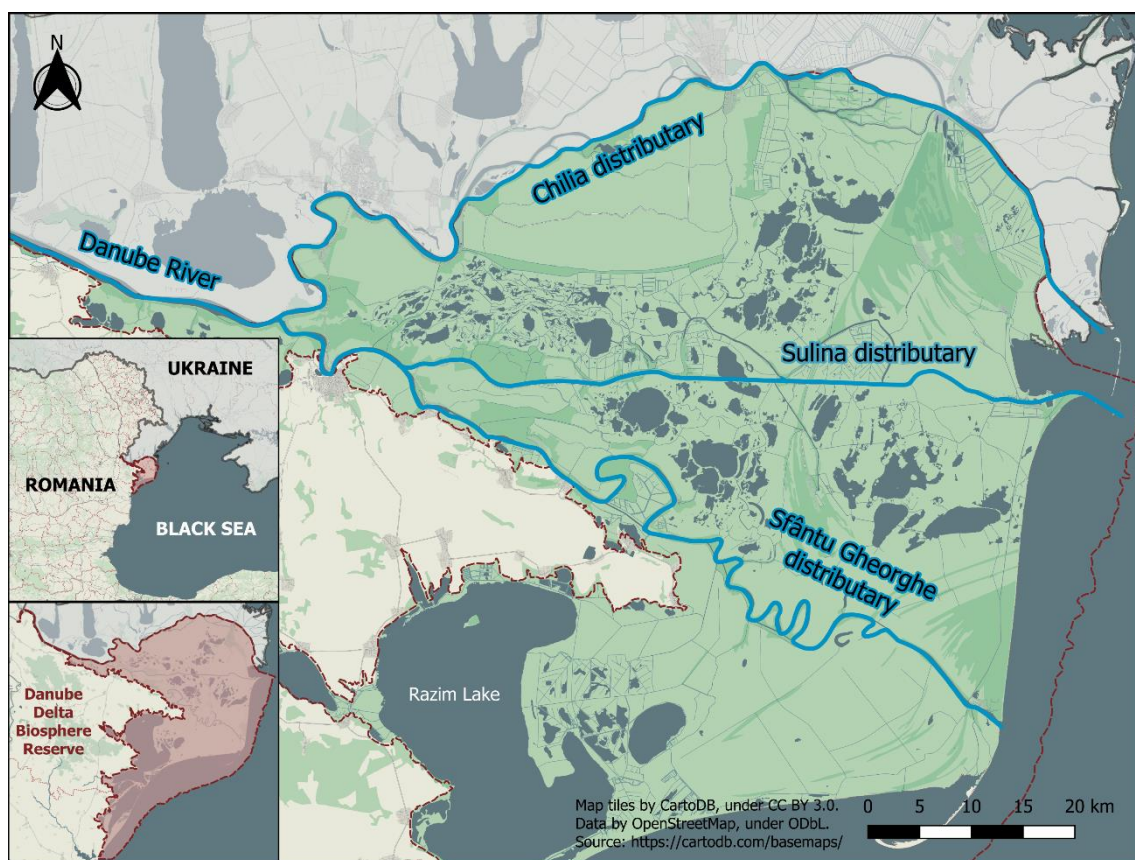 N
Chilia distributary
Danube River
Sulina distributary
Sfântu Gheorghe
distributary
UKRAINE
ROMANIA
BLACK SEA
Danube
Delta
Biosphere
Reserve
Razim Lake
Map tiles by CartoDB, under CC BY 3.0.
Data by OpenStreetMap, under ODbL.
Source: https://cartodb.com/basemaps/
0 5 10 15 20 km